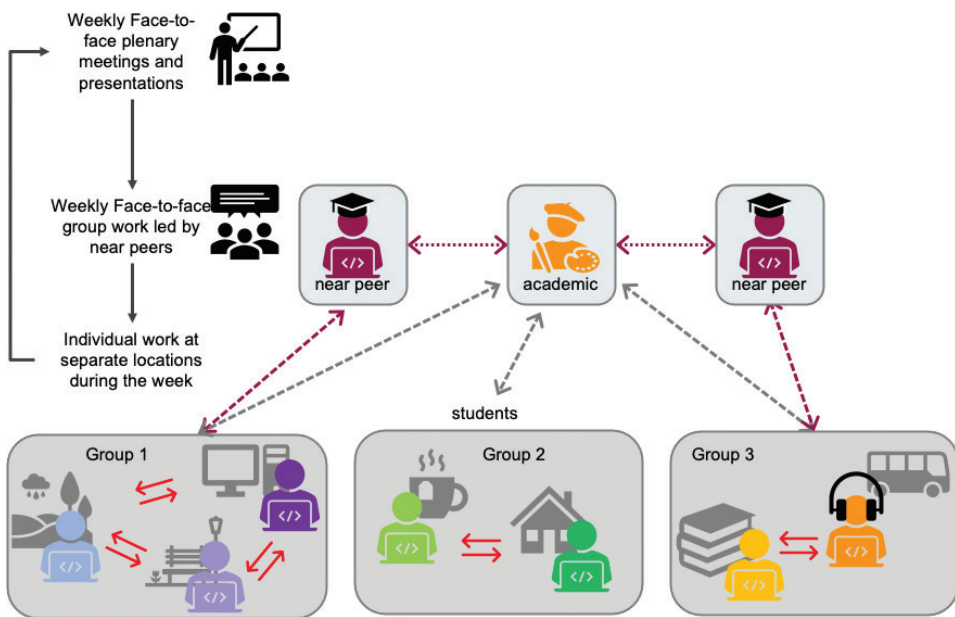 Weekly Face-to-
face plenary
meetings and
presentations
Weekly Face-to-face
group work led by
near peers
Individual work at
separate locations
during the week
near peer
academic
near peer
students
Group 1
Group 2
Group 3
</>
</>
</>
</>
</>
</>
</>
</>
</>